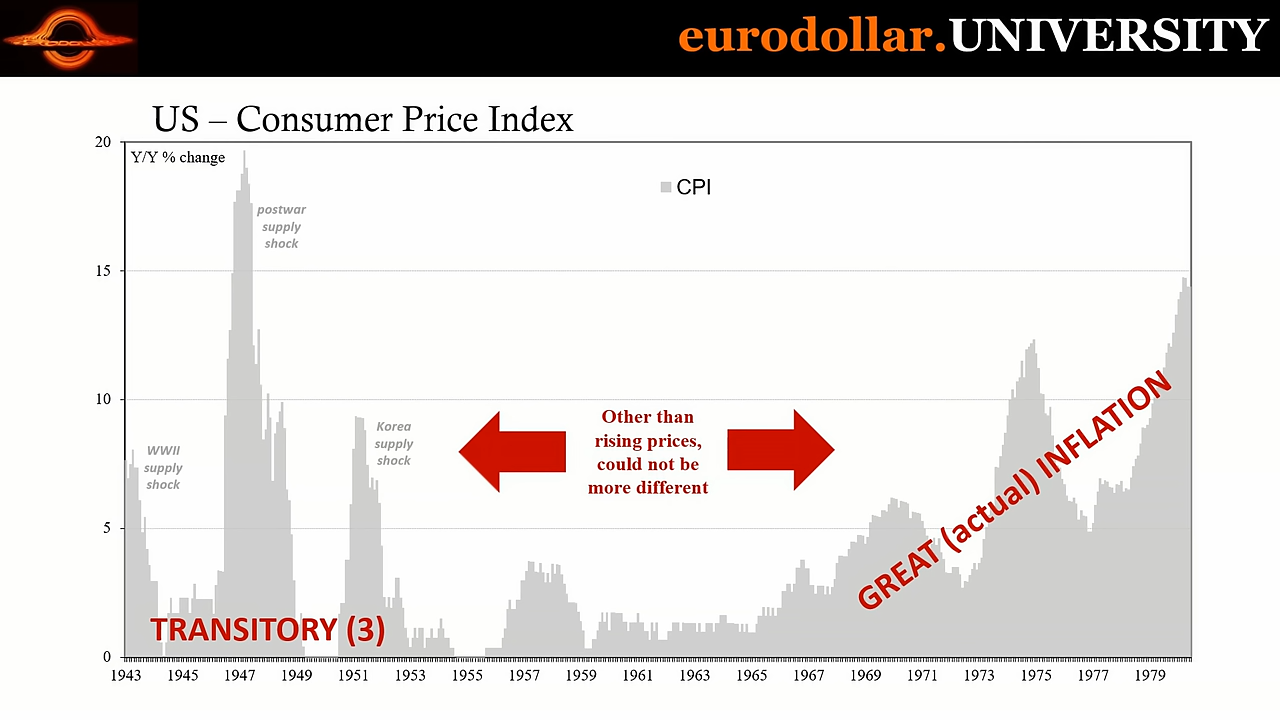 eurodollar.UNIVERSITY
US – Consumer Price Index
Y/Y % change
CPI
20
15
10
5
0
postwar
supply
shock
WWII
supply
shock
Korea
supply
shock
Other than
rising prices,
could not be
more different
GREAT (actual) INFLATION
TRANSITORY (3)
1943 1945 1947 1949 1951 1953 1955 1957 1959 1961 1963 1965 1967 1969 1971 1973 1975 1977 1979